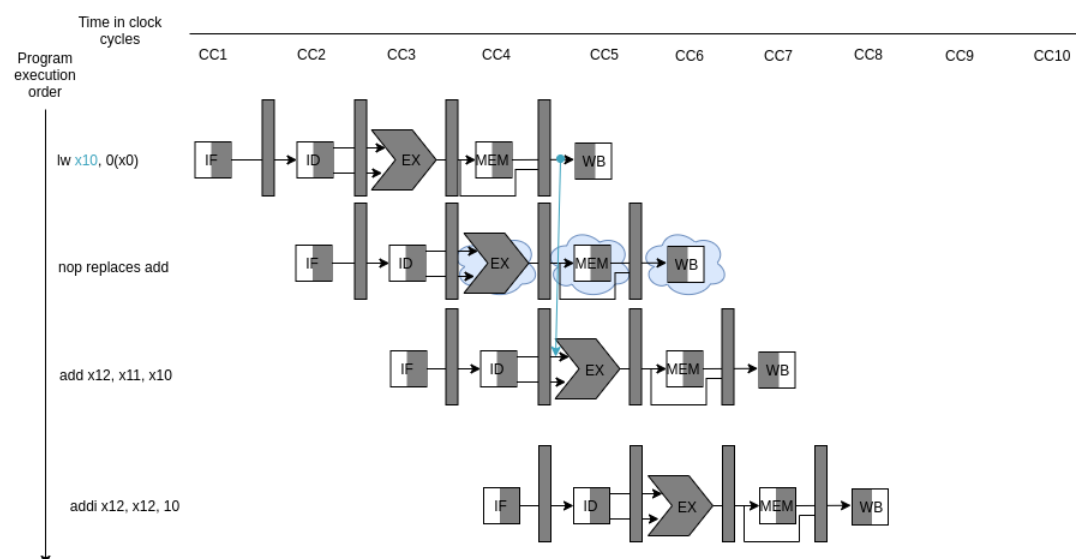 Time in clock
cycles
CC1 CC2 CC3 CC4 CC5 CC6 CC7 CC8 CC9 CC10
Program
execution
order
lw x10, 0(x0)
IF ID EX MEM WB
nop replaces add
IF ID EX MEM WB
add x12, x11, x10
IF ID EX MEM WB
addi x12, x12, 10
IF ID EX MEM WB